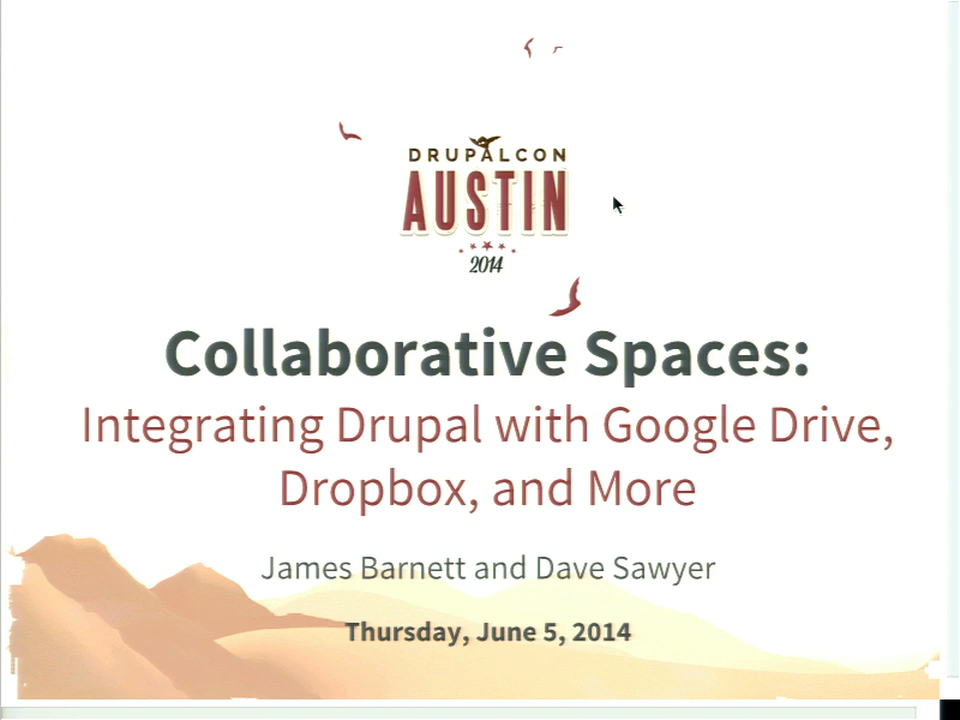 DRUPALCON
AUSTIN
2014
Collaborative Spaces:
Integrating Drupal with Google Drive,
Dropbox, and More
James Barnett and Dave Sawyer
Thursday, June 5, 2014